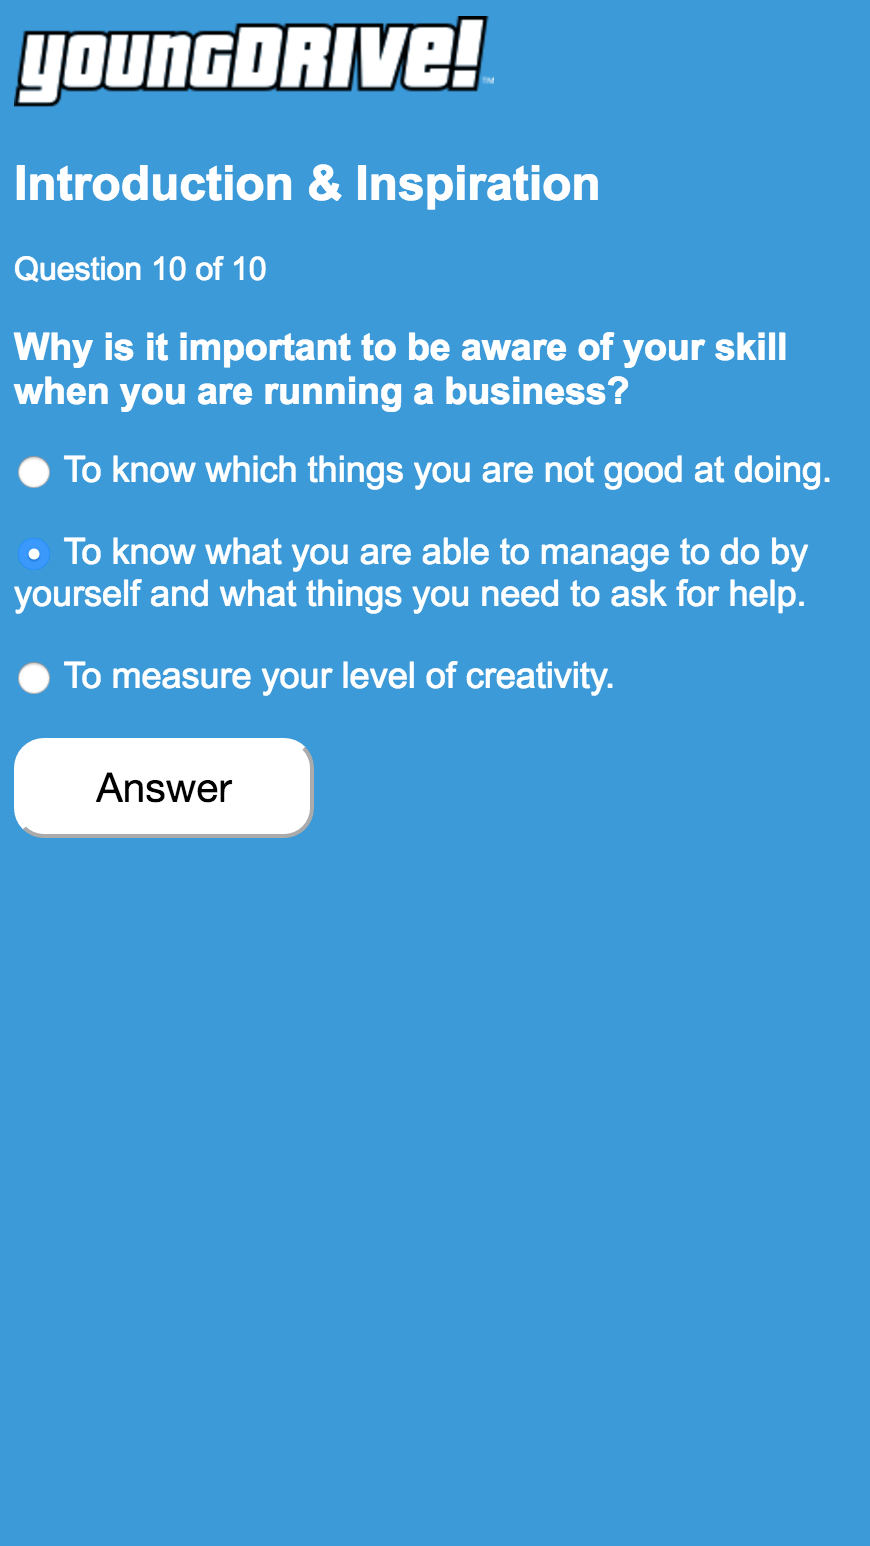 youngDRIVe!™
Introduction & Inspiration
Question 10 of 10
Why is it important to be aware of your skill
when you are running a business?
To know which things you are not good at doing.
To know what you are able to manage to do by
yourself and what things you need to ask for help.
To measure your level of creativity.
Answer